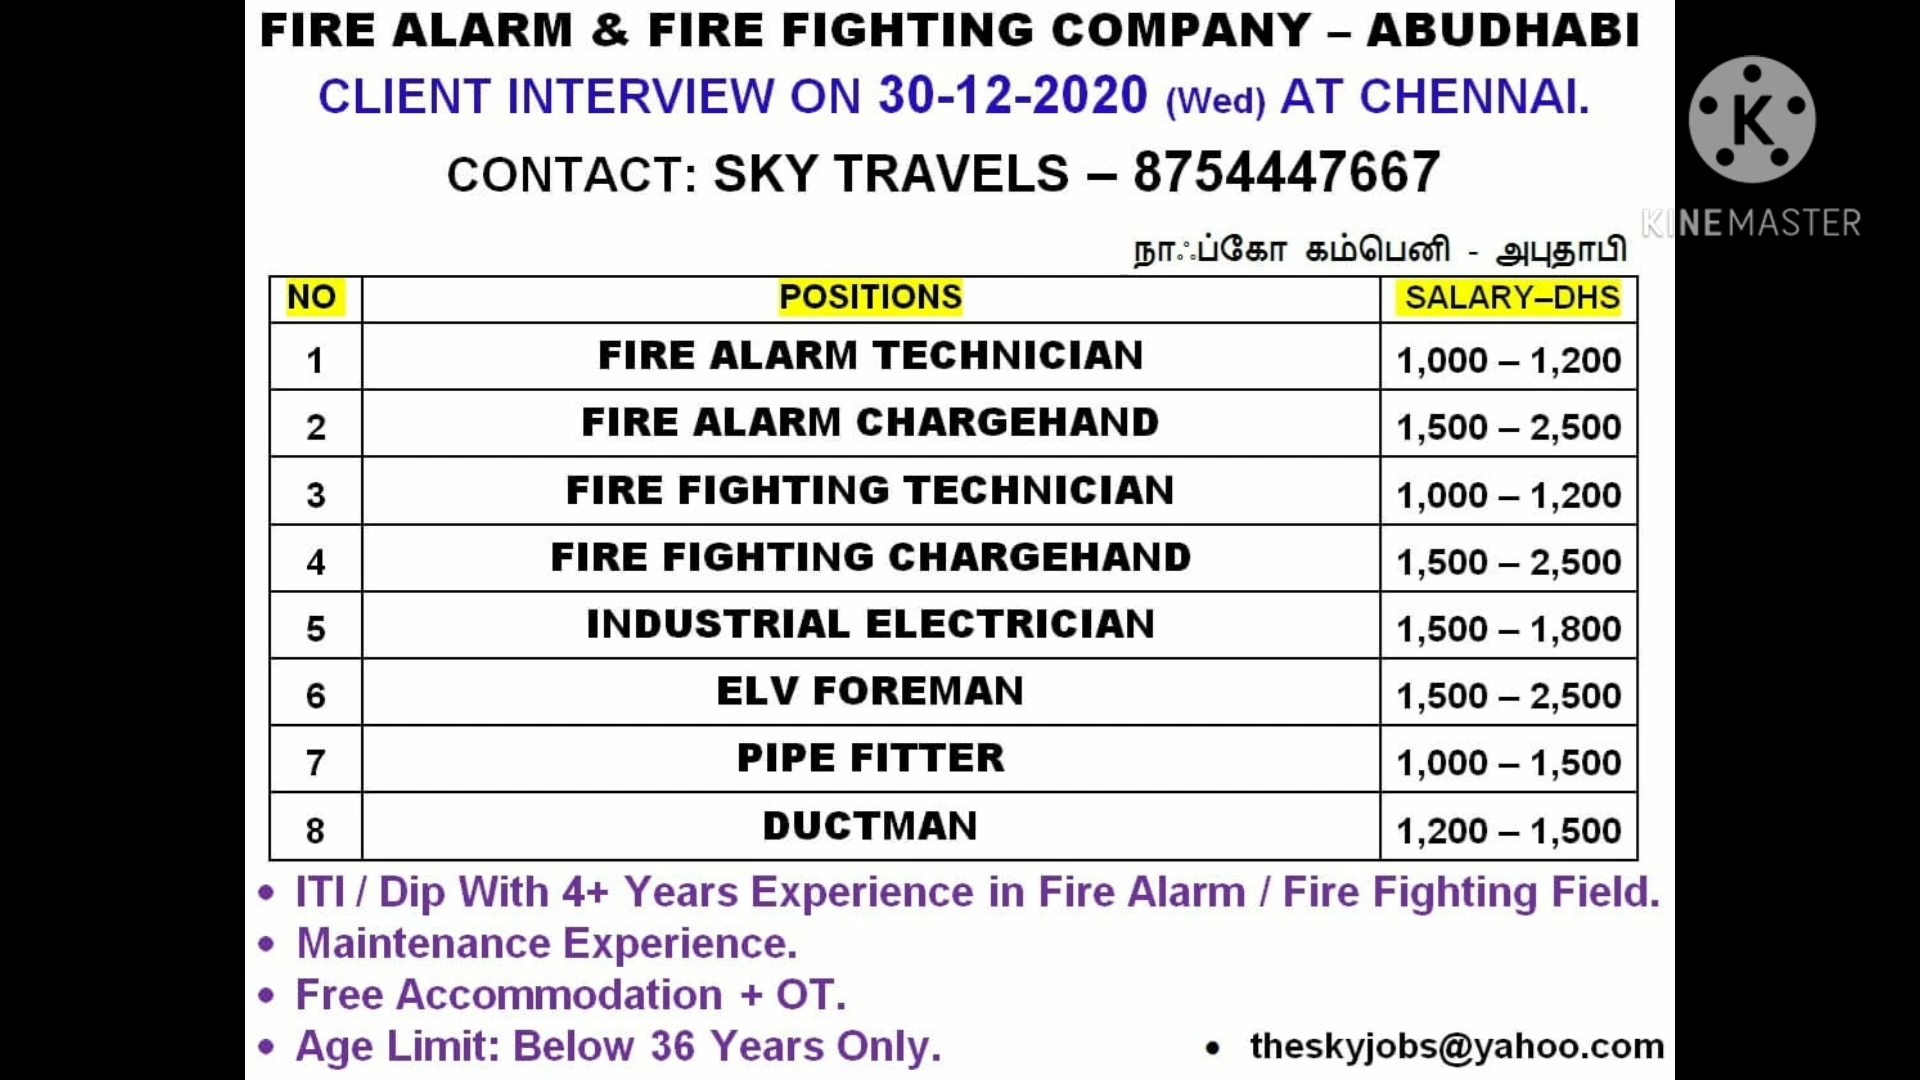 FIRE ALARM & FIRE FIGHTING COMPANY – ABUDHABI
CLIENT INTERVIEW ON 30-12-2020 (Wed) AT CHENNAI.
CONTACT: SKY TRAVELS – 8754447667
K
KINEMASTER
நாஃப்கோ கம்பெனி - அபுதாபி
NO POSITIONS SALARY–DHS
1 FIRE ALARM TECHNICIAN 1,000 – 1,200
2 FIRE ALARM CHARGEHAND 1,500 – 2,500
3 FIRE FIGHTING TECHNICIAN 1,000 – 1,200
4 FIRE FIGHTING CHARGEHAND 1,500 – 2,500
5 INDUSTRIAL ELECTRICIAN 1,500 – 1,800
6 ELV FOREMAN 1,500 – 2,500
7 PIPE FITTER 1,000 – 1,500
8 DUCTMAN 1,200 – 1,500
• ITI / Dip With 4+ Years Experience in Fire Alarm / Fire Fighting Field.
• Maintenance Experience.
• Free Accommodation + OT.
• Age Limit: Below 36 Years Only.
• theskyjobs@yahoo.com